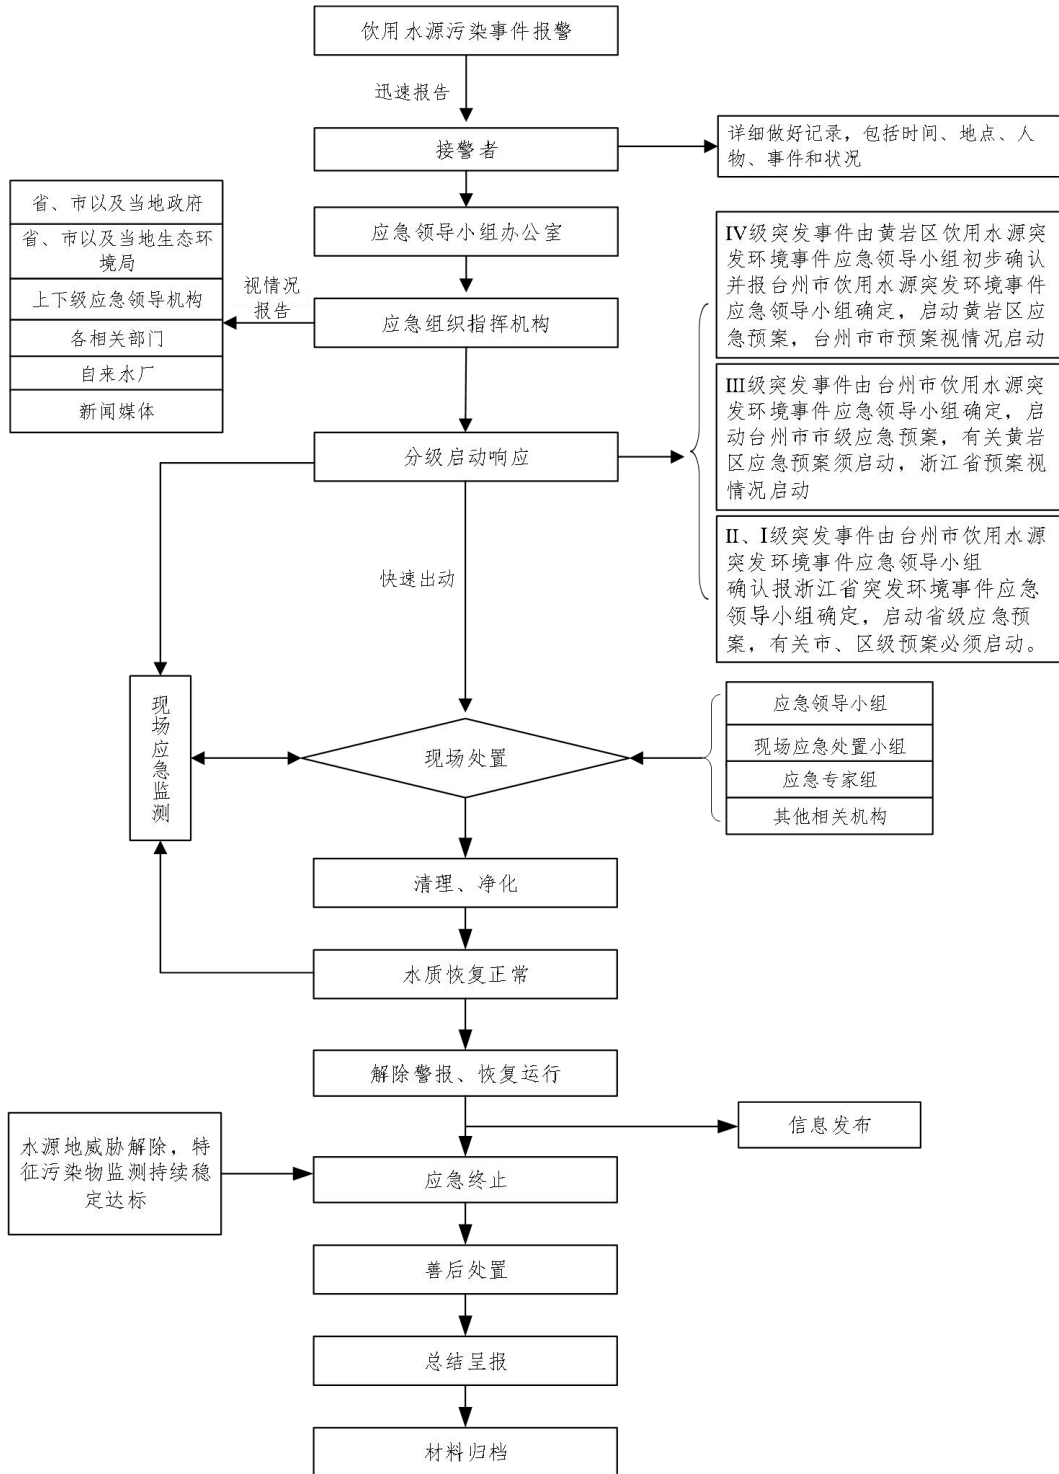 饮用水源污染事件报警
迅速报告
接警者
详细做好记录，包括时间、地点、人
物、事件和状况
省、市以及当地政府
省、市以及当地生态环
境局
上下级应急领导机构
各相关部门
自来水厂
新闻媒体
应急领导小组办公室
视情况
报告
应急组织指挥机构
IV级突发事件由黄岩区饮用水源突
发环境事件应急领导小组初步确认
并报台州市饮用水源突发环境事件
应急领导小组确定，启动黄岩区应
急预案，台州市市预案视情况启动
III级突发事件由台州市饮用水源突
发环境事件应急领导小组确定，启
动台州市市级应急预案，有关黄岩
区应急预案须启动，浙江省预案视
情况启动
II、I级突发事件由台州市饮用水源
突发环境事件应急领导小组
确认报浙江省突发环境事件应急
领导小组确定，启动省级应急预
案，有关市、区级预案必须启动。
分级启动响应
快速出动
现场应急监测
现场处置
应急领导小组
现场应急处置小组
应急专家组
其他相关机构
清理、净化
水质恢复正常
解除警报、恢复运行
信息发布
水源地威胁解除，特
征污染物监测持续稳
定达标
应急终止
善后处置
总结呈报
材料归档